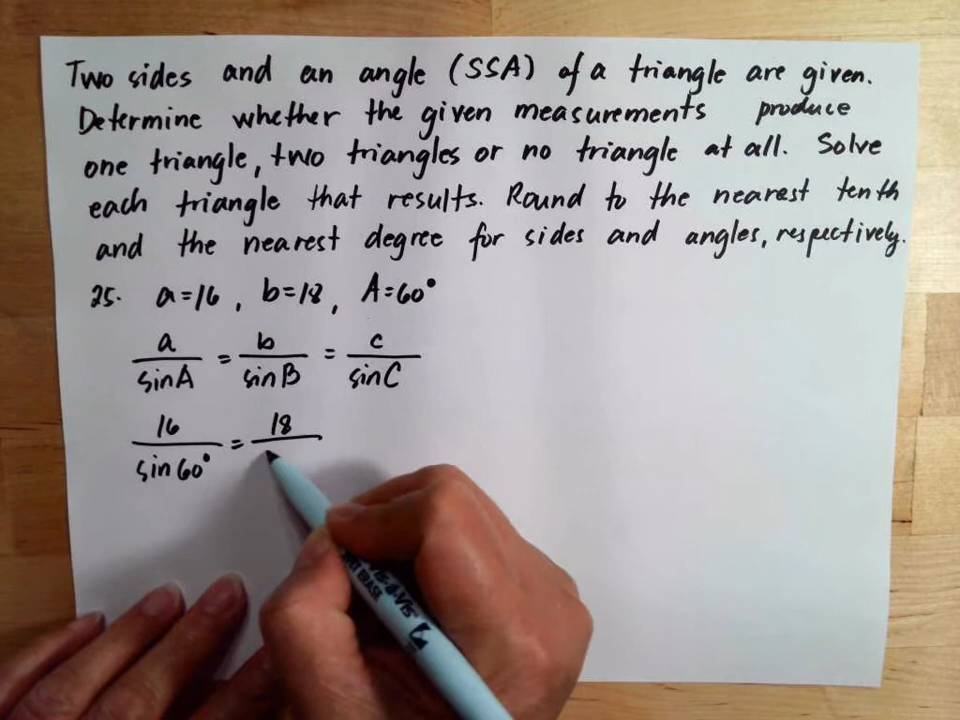 Two sides and an angle (SSA) of a triangle are given.
Determine whether the given measurements produce
one triangle, two triangles or no triangle at all. Solve
each triangle that results. Round to the nearest tenth
and the nearest degree for sides and angles, respectively.
25. a=16, b=18, A=60°
a/sinA = b/sinB = c/sinC
16/sin60° = 18/